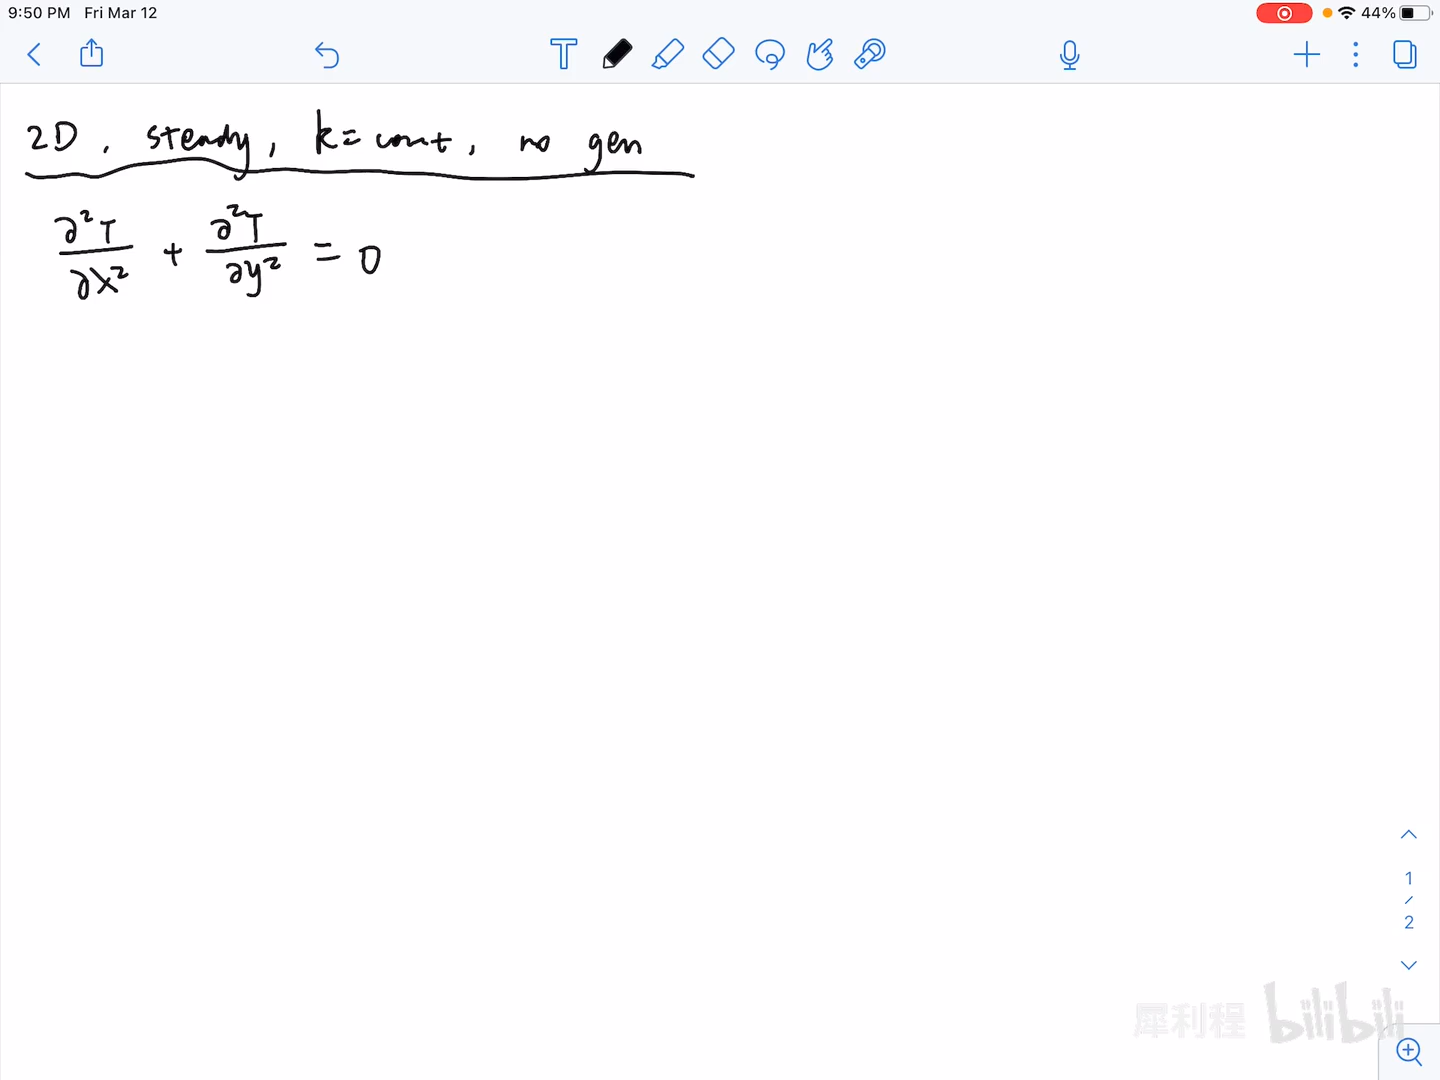 9:50 PM Fri Mar 12 44%
2D, steady, k = const, no gen
∂²T/∂x² + ∂²T/∂y² = 0
1
/
2
犀利程 bilibili